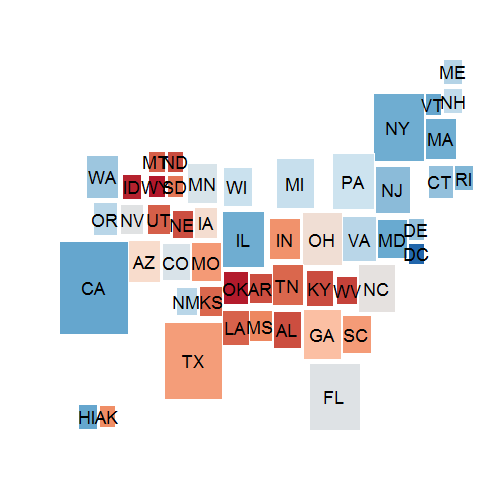 ME
VT NH
NY MA
MT ND
WA ID WY SD MN WI MI PA NJ CT RI
OR NV UT NE IA IL IN OH VA MD DE
DC
CA AZ CO MO
NM KS OK AR TN KY WV NC
LA MS AL GA SC
TX
FL
HI AK